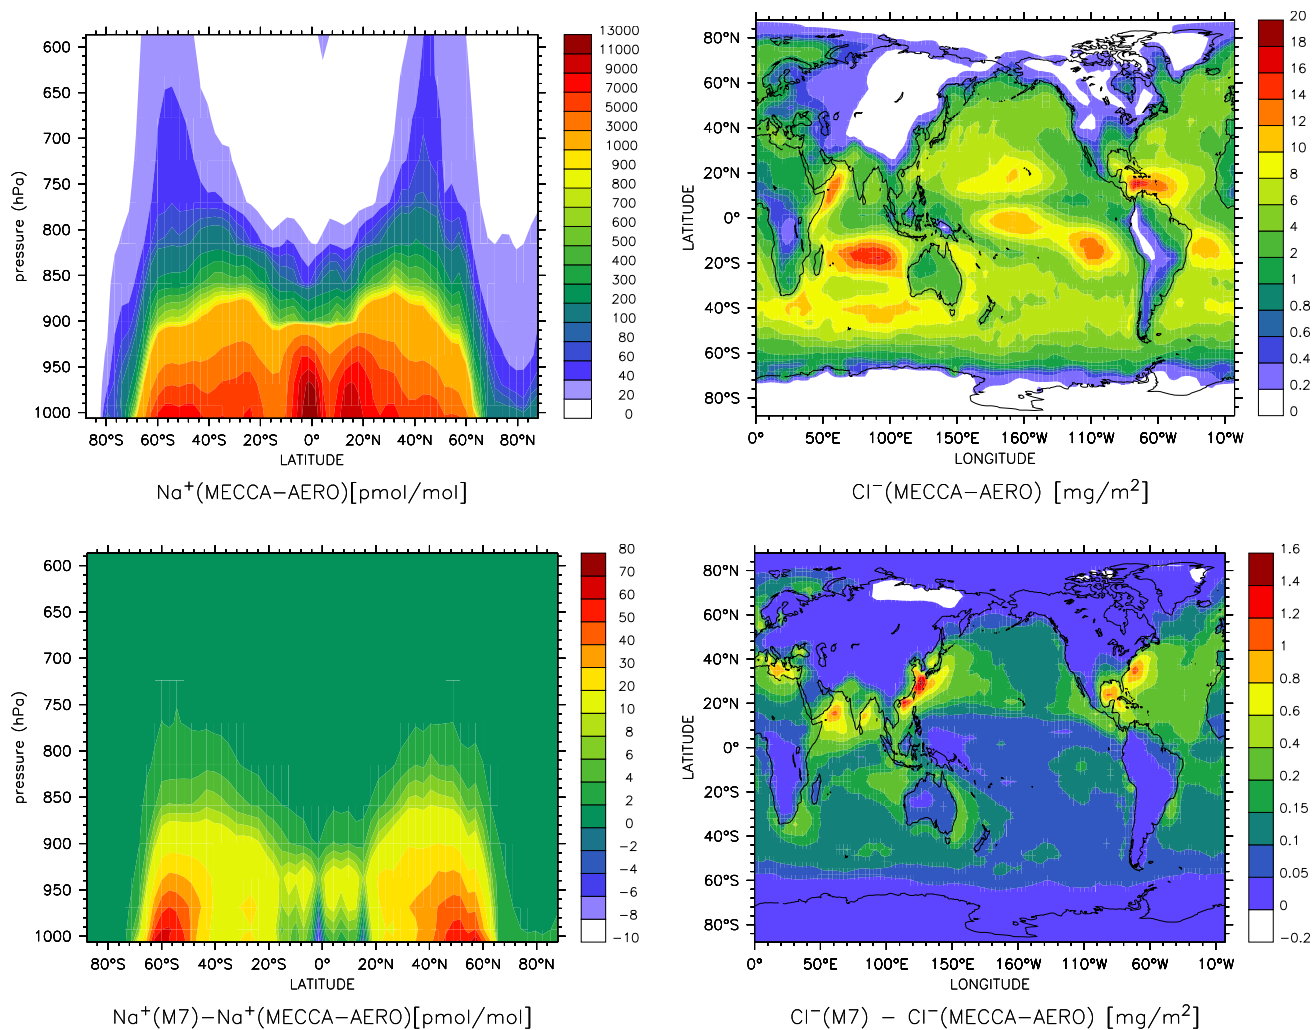 600
650
700
750
800
850
900
950
1000
pressure (hPa)
80°S 60°S 40°S 20°S 0° 20°N 40°N 60°N 80°N
LATITUDE
Na⁺(MECCA−AERO)[pmol/mol]
13000
11000
9000
7000
5000
3000
1000
900
800
700
600
500
300
200
100
80
60
40
20
0
80°N
60°N
40°N
20°N
0°
20°S
40°S
60°S
80°S
LATITUDE
0° 50°E 100°E 150°E 160°W 110°W 60°W 10°W
LONGITUDE
Cl⁻(MECCA−AERO) [mg/m²]
20
18
16
14
12
10
8
6
4
2
1
0.8
0.6
0.4
0.2
0
600
650
700
750
800
850
900
950
1000
pressure (hPa)
80°S 60°S 40°S 20°S 0° 20°N 40°N 60°N 80°N
LATITUDE
Na⁺(M7)−Na⁺(MECCA−AERO)[pmol/mol]
80
70
60
50
40
30
20
10
8
6
4
2
0
−2
−4
−6
−8
−10
80°N
60°N
40°N
20°N
0°
20°S
40°S
60°S
80°S
LATITUDE
0° 50°E 100°E 150°E 160°W 110°W 60°W 10°W
LONGITUDE
Cl⁻(M7) − Cl⁻(MECCA−AERO) [mg/m²]
1.6
1.4
1.2
1
0.8
0.6
0.4
0.2
0.15
0.1
0.05
0
−0.2